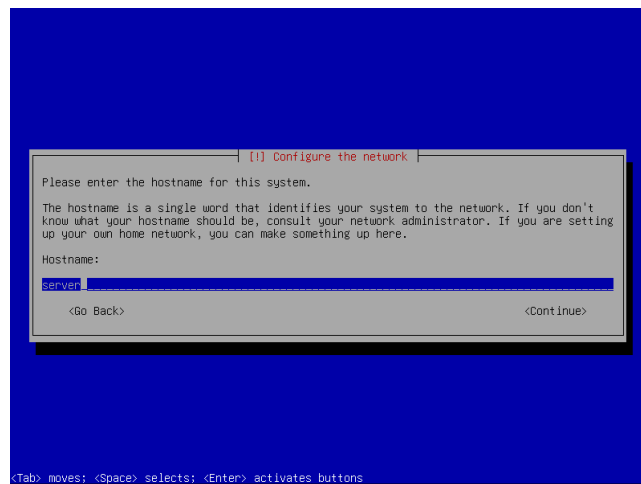 [!] Configure the network
Please enter the hostname for this system.
The hostname is a single word that identifies your system to the network. If you don't
know what your hostname should be, consult your network administrator. If you are setting
up your own home network, you can make something up here.
Hostname:
server
<Go Back> <Continue>
<Tab> moves; <Space> selects; <Enter> activates buttons